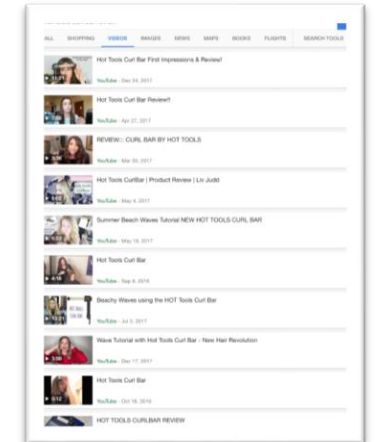 ALL SHOPPING VIDEOS IMAGES NEWS MAPS BOOKS FLIGHTS SEARCH TOOLS
Hot Tools Curl Bar First Impressions & Review!
YouTube - Dec 24, 2017
Hot Tools Curl Bar Review!!
YouTube - Apr 27, 2017
REVIEW:: CURL BAR BY HOT TOOLS
YouTube - Mar 30, 2017
Hot Tools CurlBar | Product Review | Liv Judd
YouTube - May 4, 2017
Summer Beach Waves Tutorial NEW HOT TOOLS CURL BAR
YouTube - May 19, 2017
Hot Tools Curl Bar
YouTube - Sep 8, 2016
Beachy Waves using the HOT Tools Curl Bar
YouTube - Jul 3, 2017
Wave Tutorial with Hot Tools Curl Bar - New Hair Revolution
YouTube - Dec 17, 2017
Hot Tools Curl Bar
YouTube - Oct 18, 2016
HOT TOOLS CURLBAR REVIEW